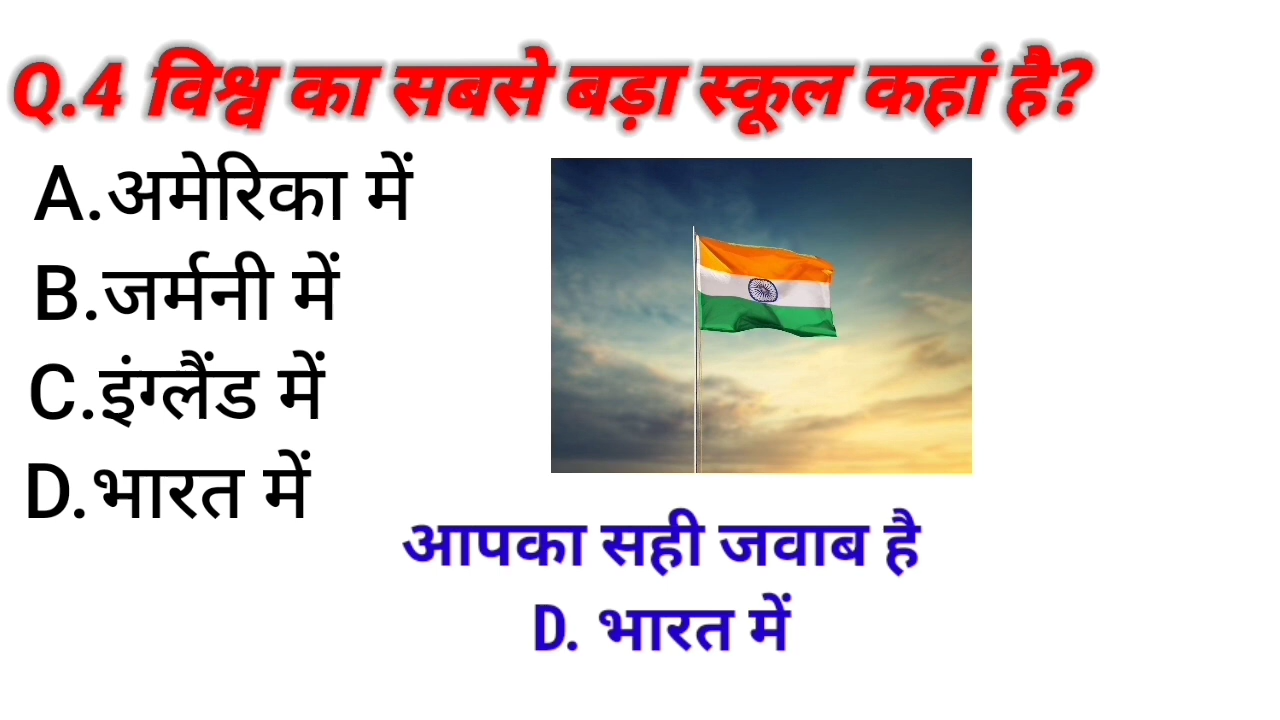 Q.4 विश्व का सबसे बड़ा स्कूल कहां है?
A.अमेरिका में
B.जर्मनी में
C.इंग्लैंड में
D.भारत में
आपका सही जवाब है
D. भारत में